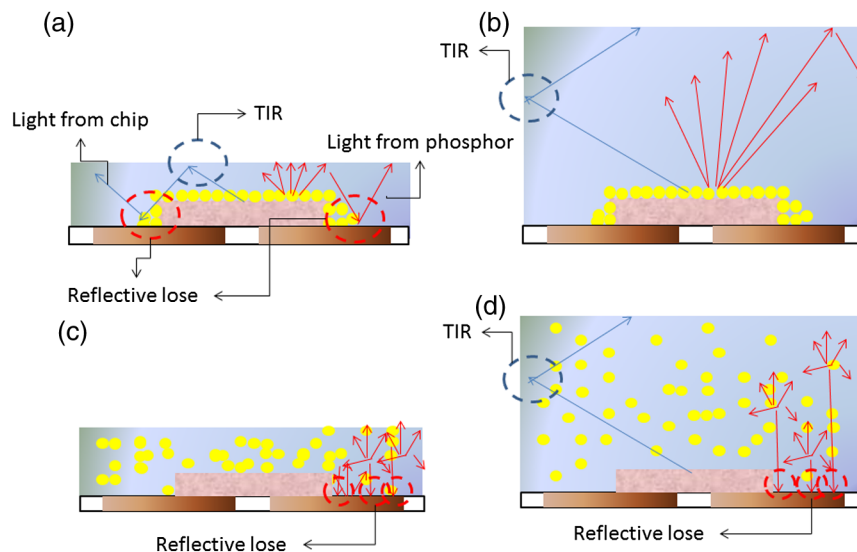 (a)
TIR
Light from chip
Light from phosphor
Reflective lose
(b)
TIR
(c)
Reflective lose
(d)
TIR
Reflective lose